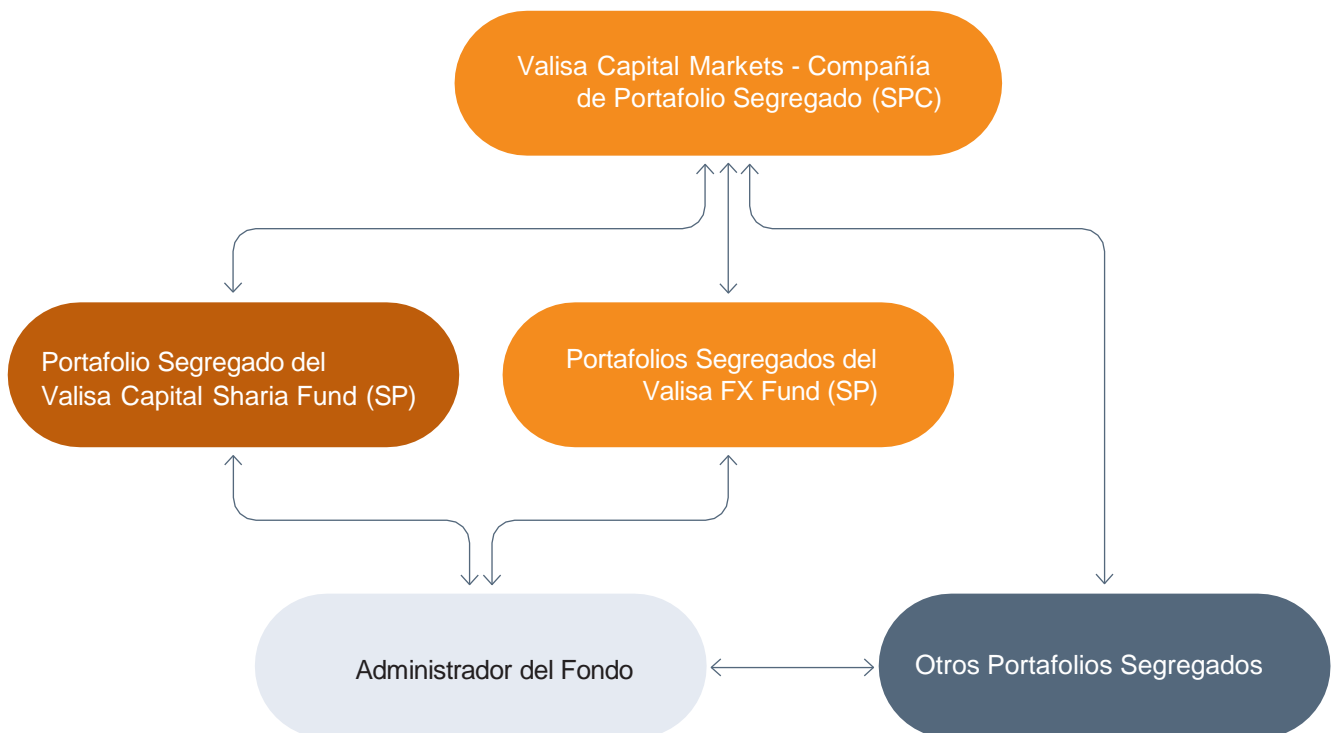 Valisa Capital Markets - Compañía
de Portafolio Segregado (SPC)
Portafolio Segregado del
Valisa Capital Sharia Fund (SP)
Portafolios Segregados del
Valisa FX Fund (SP)
Administrador del Fondo
Otros Portafolios Segregados